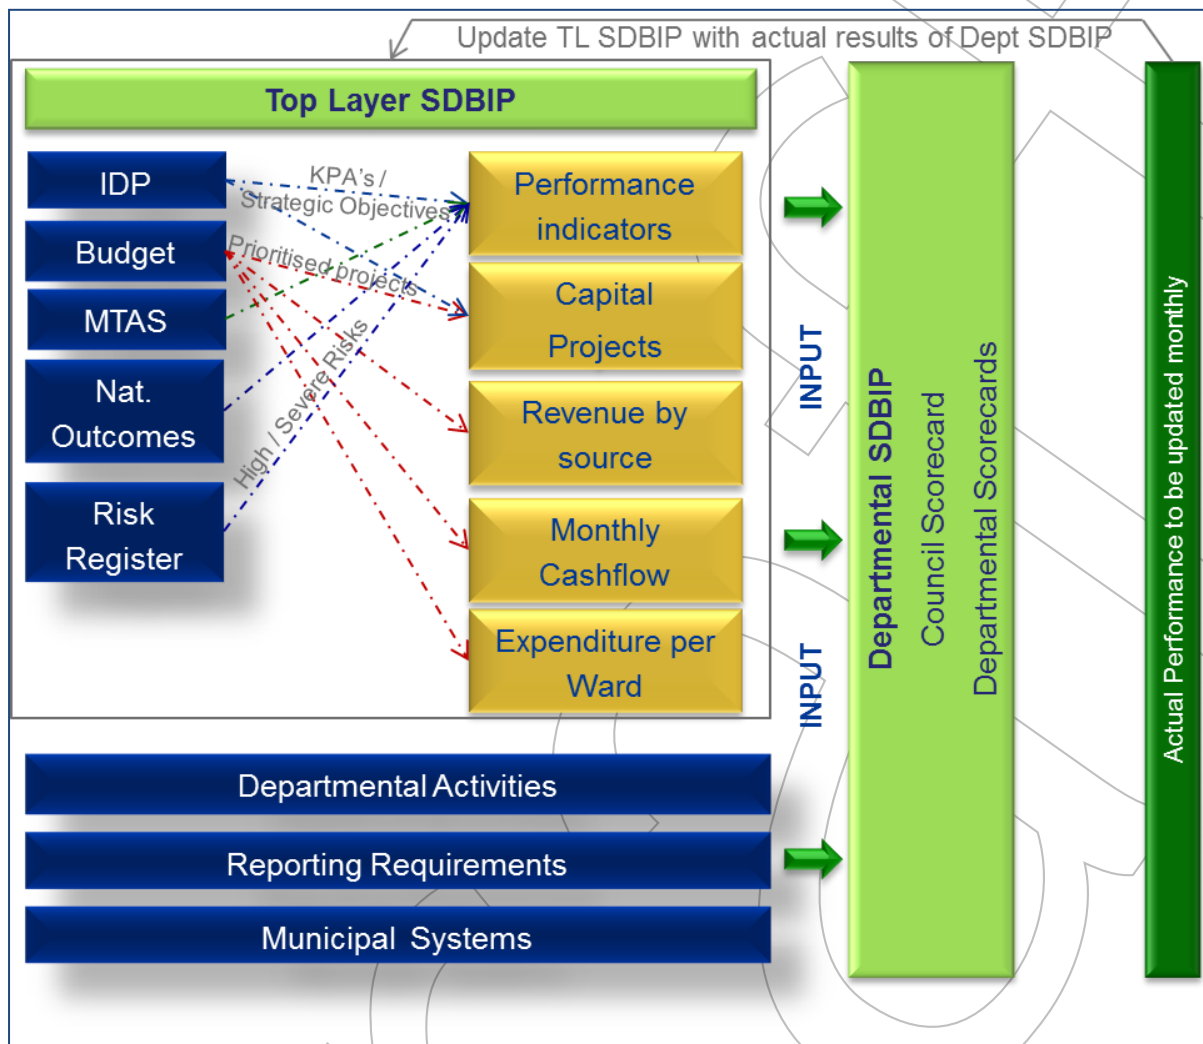 Update TL SDBIP with actual results of Dept SDBIP
Top Layer SDBIP
IDP
Budget
MTAS
Nat.
Outcomes
Risk
Register
KPA's /
Strategic Objectives
Prioritised projects
High / Severe Risks
Performance
indicators
Capital
Projects
Revenue by
source
Monthly
Cashflow
Expenditure per
Ward
INPUT
INPUT
Departmental SDBIP
Council Scorecard
Departmental Scorecards
Actual Performance to be updated monthly
Departmental Activities
Reporting Requirements
Municipal Systems